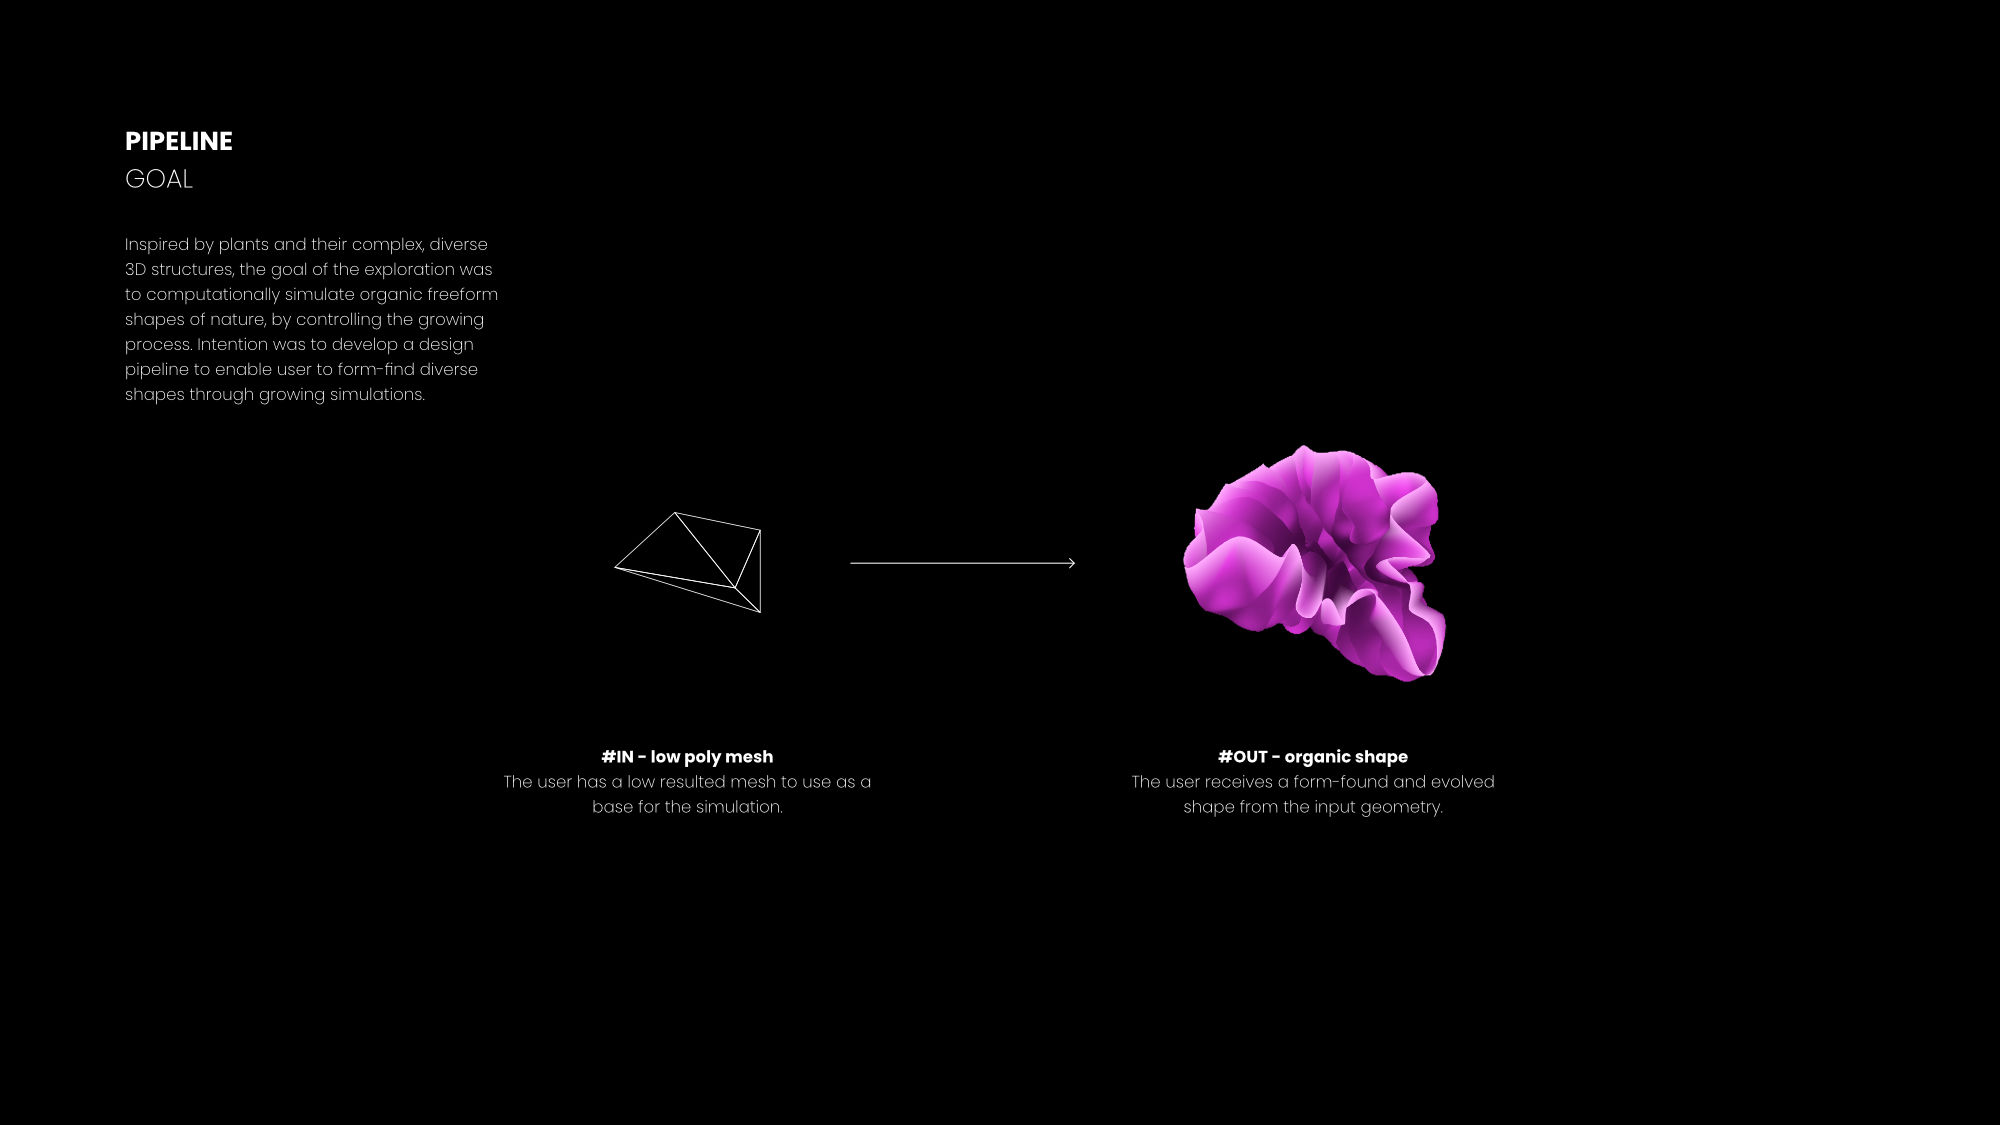 PIPELINE
GOAL
Inspired by plants and their complex, diverse
3D structures, the goal of the exploration was
to computationally simulate organic freeform
shapes of nature, by controlling the growing
process. Intention was to develop a design
pipeline to enable user to form-find diverse
shapes through growing simulations.
#IN - low poly mesh
The user has a low resulted mesh to use as a
base for the simulation.
#OUT - organic shape
The user receives a form-found and evolved
shape from the input geometry.